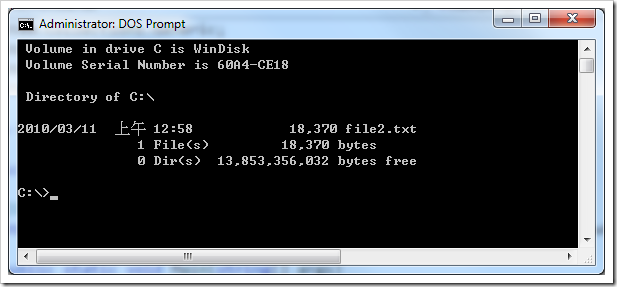 Administrator: DOS Prompt
Volume in drive C is WinDisk
Volume Serial Number is 60A4-CE18
Directory of C:\
2010/03/11 上午 12:58 18,370 file2.txt
1 File(s) 18,370 bytes
0 Dir(s) 13,853,356,032 bytes free
C:\>_